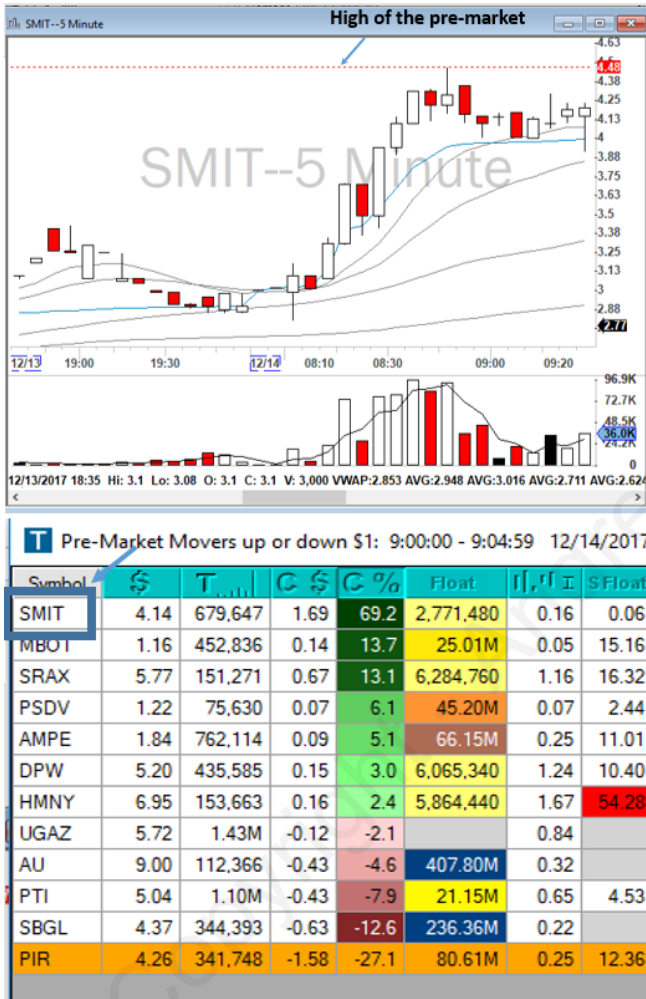 High of the pre-market
SMIT--5 Minute
SMIT--5 Minute
4.63
4.48
4.38
4.25
4.13
4
3.88
3.75
3.63
3.5
3.38
3.25
3.13
3
2.88
2.77
12/13 19:00 19:30 12/14 08:10 08:30 09:00 09:20
96.9K
72.7K
48.5K
36.0K
24.2K
0
12/13/2017 18:35 Hi: 3.1 Lo: 3.08 O: 3.1 C: 3.1 V: 3,000 VWAP:2.853 AVG:2.948 AVG:3.016 AVG:2.711 AVG:2.624
T Pre-Market Movers up or down $1: 9:00:00 - 9:04:59 12/14/2017
Symbol $ T C $ C % Float S Float
SMIT 4.14 679,647 1.69 69.2 2,771,480 0.16 0.06
MBOT 1.16 452,836 0.14 13.7 25.01M 0.05 15.16
SRAX 5.77 151,271 0.67 13.1 6,284,760 1.16 16.32
PSDV 1.22 75,630 0.07 6.1 45.20M 0.07 2.44
AMPE 1.84 762,114 0.09 5.1 66.15M 0.25 11.01
DPW 5.20 435,585 0.15 3.0 6,065,340 1.24 10.40
HMNY 6.95 153,663 0.16 2.4 5,864,440 1.67 54.28
UGAZ 5.72 1.43M -0.12 -2.1 0.84
AU 9.00 112,366 -0.43 -4.6 407.80M 0.32
PTI 5.04 1.10M -0.43 -7.9 21.15M 0.65 4.53
SBGL 4.37 344,393 -0.63 -12.6 236.36M 0.22
PIR 4.26 341,748 -1.58 -27.1 80.61M 0.25 12.36